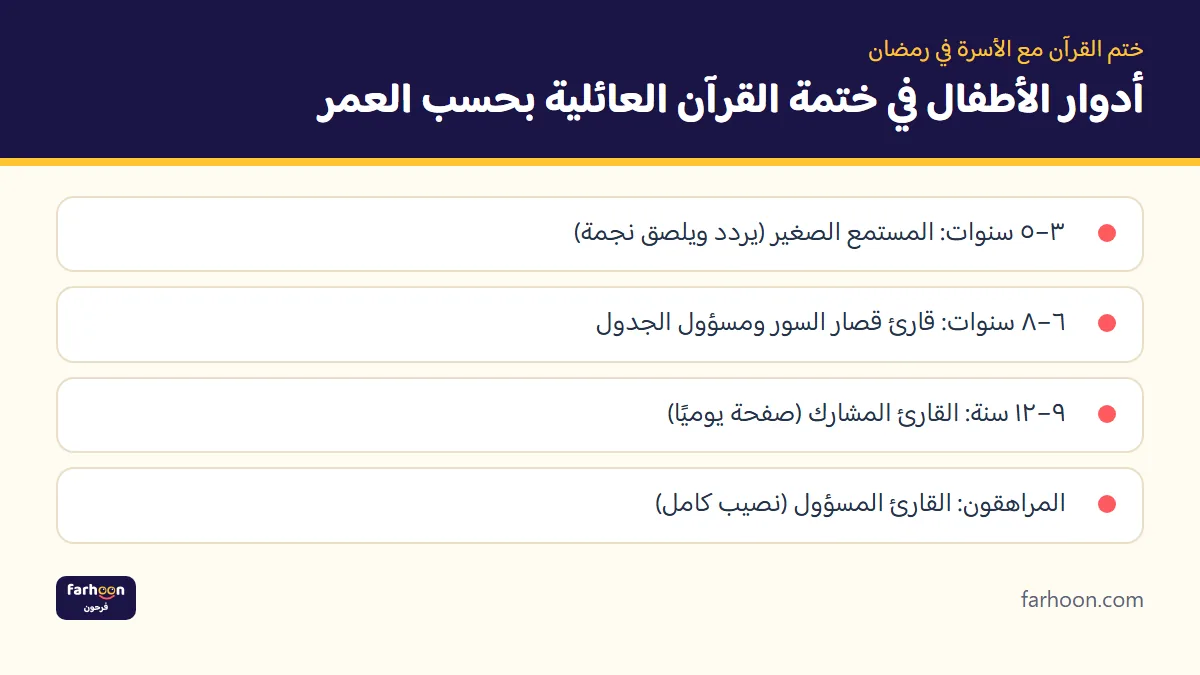 ختم القرآن مع الأسرة في رمضان
أدوار الأطفال في ختمة القرآن العائلية بحسب العمر
٣–٥ سنوات: المستمع الصغير (يردد ويلصق نجمة)
٦–٨ سنوات: قارئ قصار السور ومسؤول الجدول
٩–١٢ سنة: القارئ المشارك (صفحة يوميًا)
المراهقون: القارئ المسؤول (نصيب كامل)
farhoon.com
farhoon
فرحون